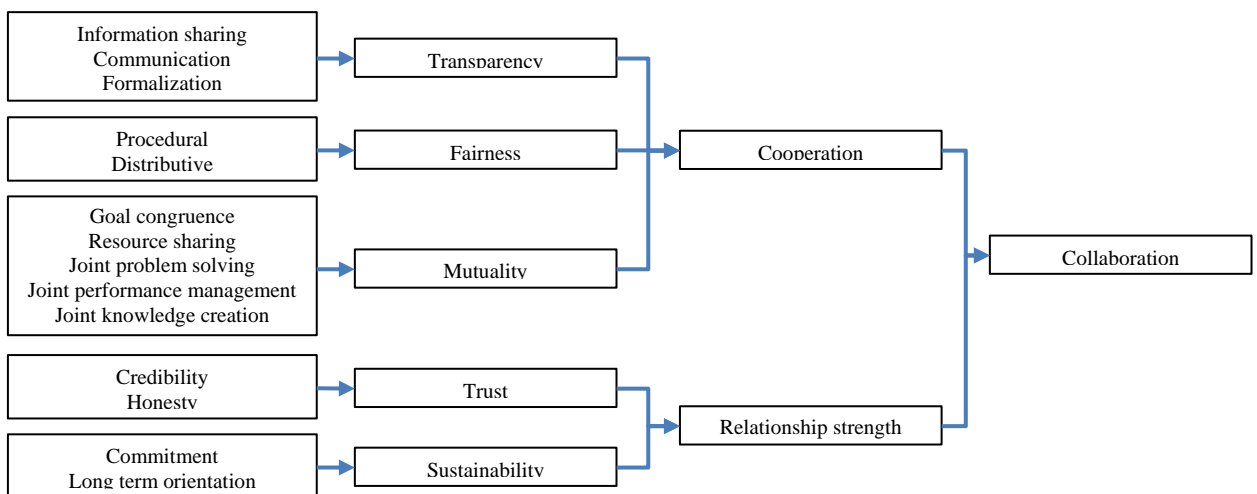 Information sharing
Communication
Formalization
Transparency
Procedural
Distributive
Fairness
Cooperation
Goal congruence
Resource sharing
Joint problem solving
Joint performance management
Joint knowledge creation
Mutuality
Collaboration
Credibility
Honesty
Trust
Relationship strength
Commitment
Long term orientation
Sustainability